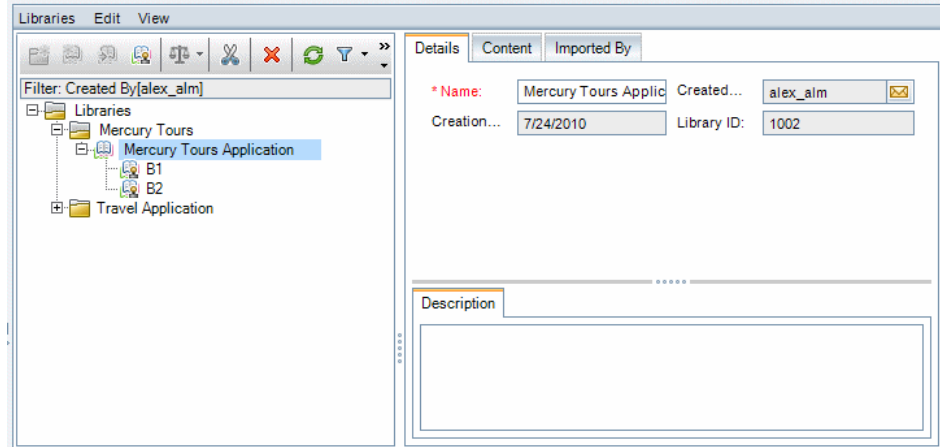 Libraries Edit View
Filter: Created By[alex_alm]
Libraries
Mercury Tours
Mercury Tours Application
B1
B2
Travel Application
Details Content Imported By
* Name: Mercury Tours Applic Created... alex_alm
Creation... 7/24/2010 Library ID: 1002
Description